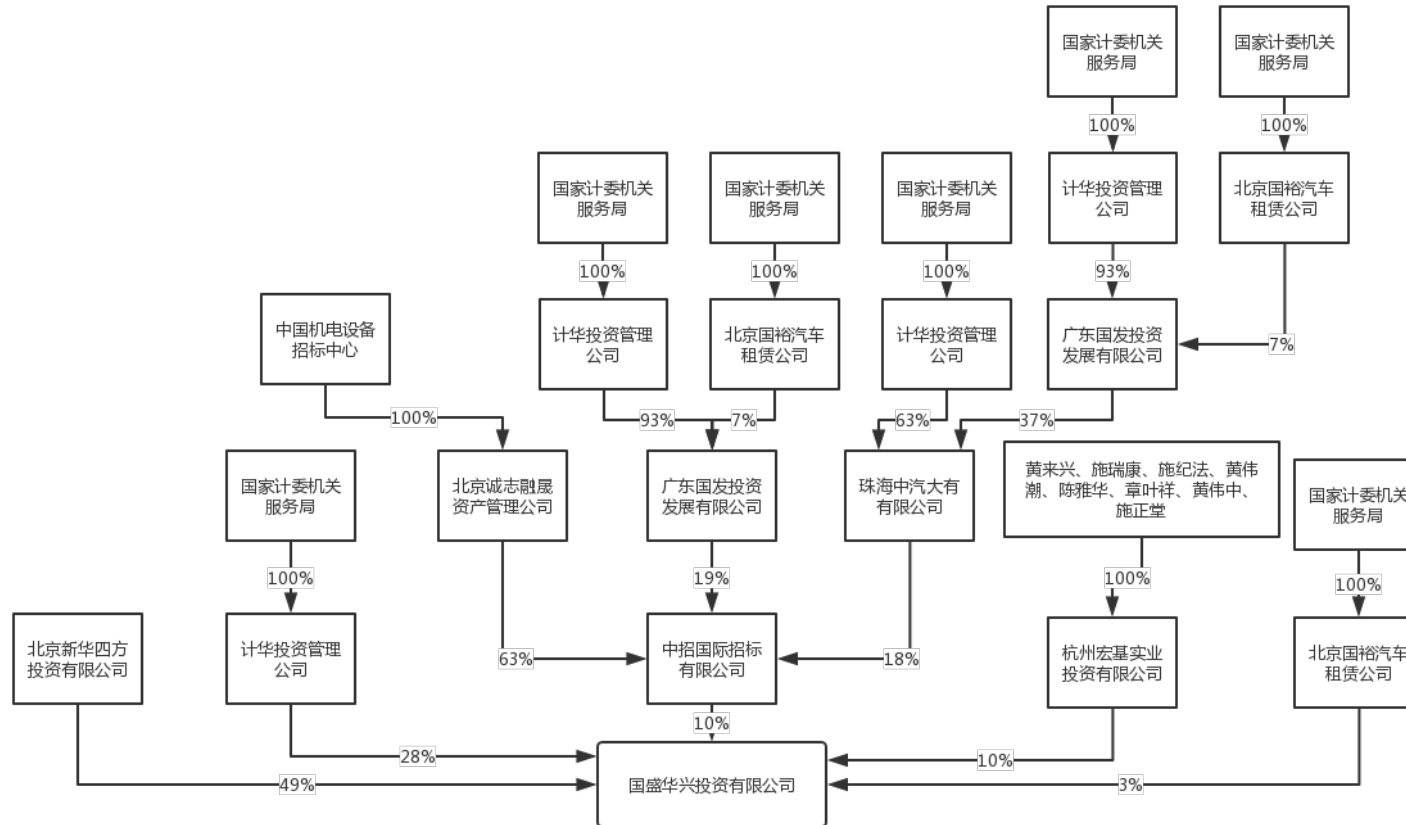 国家计委机关
服务局
国家计委机关
服务局
100%
100%
国家计委机关
服务局
国家计委机关
服务局
国家计委机关
服务局
计华投资管理
公司
北京国裕汽车
租赁公司
100%
100%
100%
93%
中国机电设备
招标中心
计华投资管理
公司
北京国裕汽车
租赁公司
计华投资管理
公司
广东国发投资
发展有限公司
7%
100%
93%
7%
63%
37%
国家计委机关
服务局
北京诚志融晟
资产管理公司
广东国发投资
发展有限公司
珠海中汽大有
有限公司
黄来兴、施瑞康、施纪法、黄伟
潮、陈雅华、章叶祥、黄伟中、
施正堂
国家计委机关
服务局
100%
19%
100%
100%
北京新华四方
投资有限公司
计华投资管理
公司
63%
中招国际招标
有限公司
18%
杭州宏基实业
投资有限公司
北京国裕汽车
租赁公司
10%
28%
10%
49%
国盛华兴投资有限公司
3%